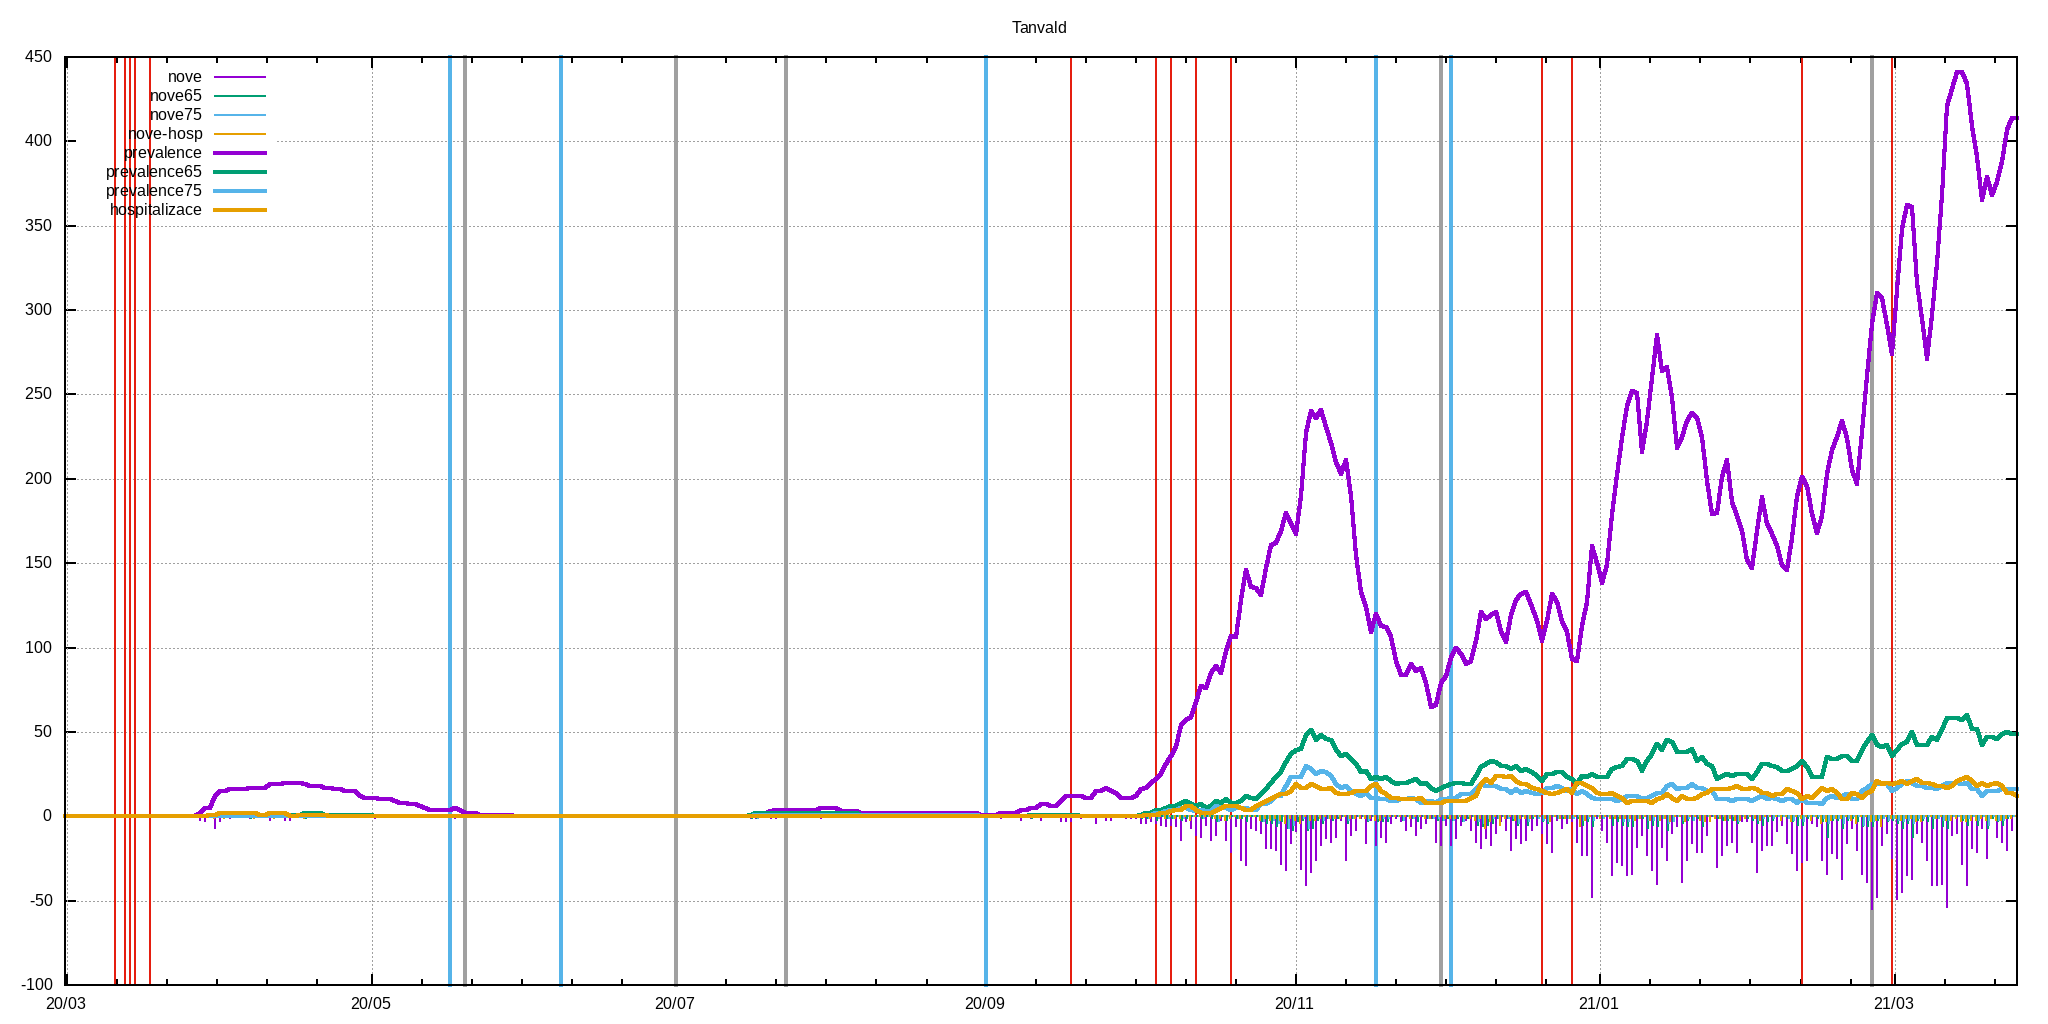 Tanvald
450
400
350
300
250
200
150
100
50
0
-50
-100
nove
nove65
nove75
nove-hosp
prevalence
prevalence65
prevalence75
hospitalizace
20/03 20/05 20/07 20/09 20/11 21/01 21/03